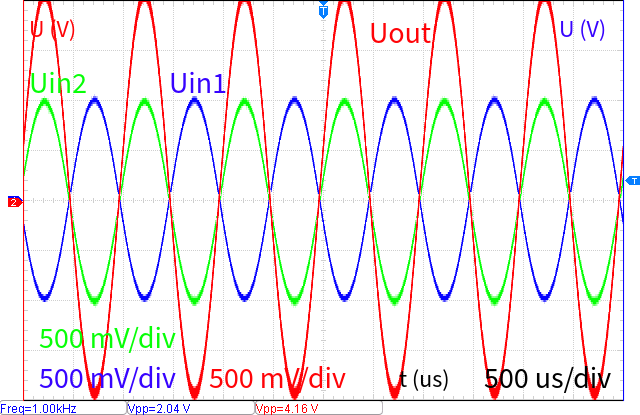 T
U (V)
Uout
U (V)
Uin2
Uin1
T
2
500 mV/div
500 mV/div
500 mV/div
t (us)
500 us/div
Freq=1.00kHz
Vpp=2.04 V
Vpp=4.16 V